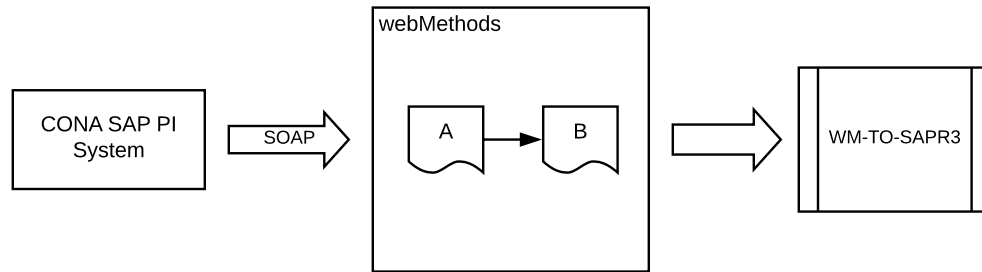 webMethods
CONA SAP PI
System
SOAP
A
B
WM-TO-SAPR3